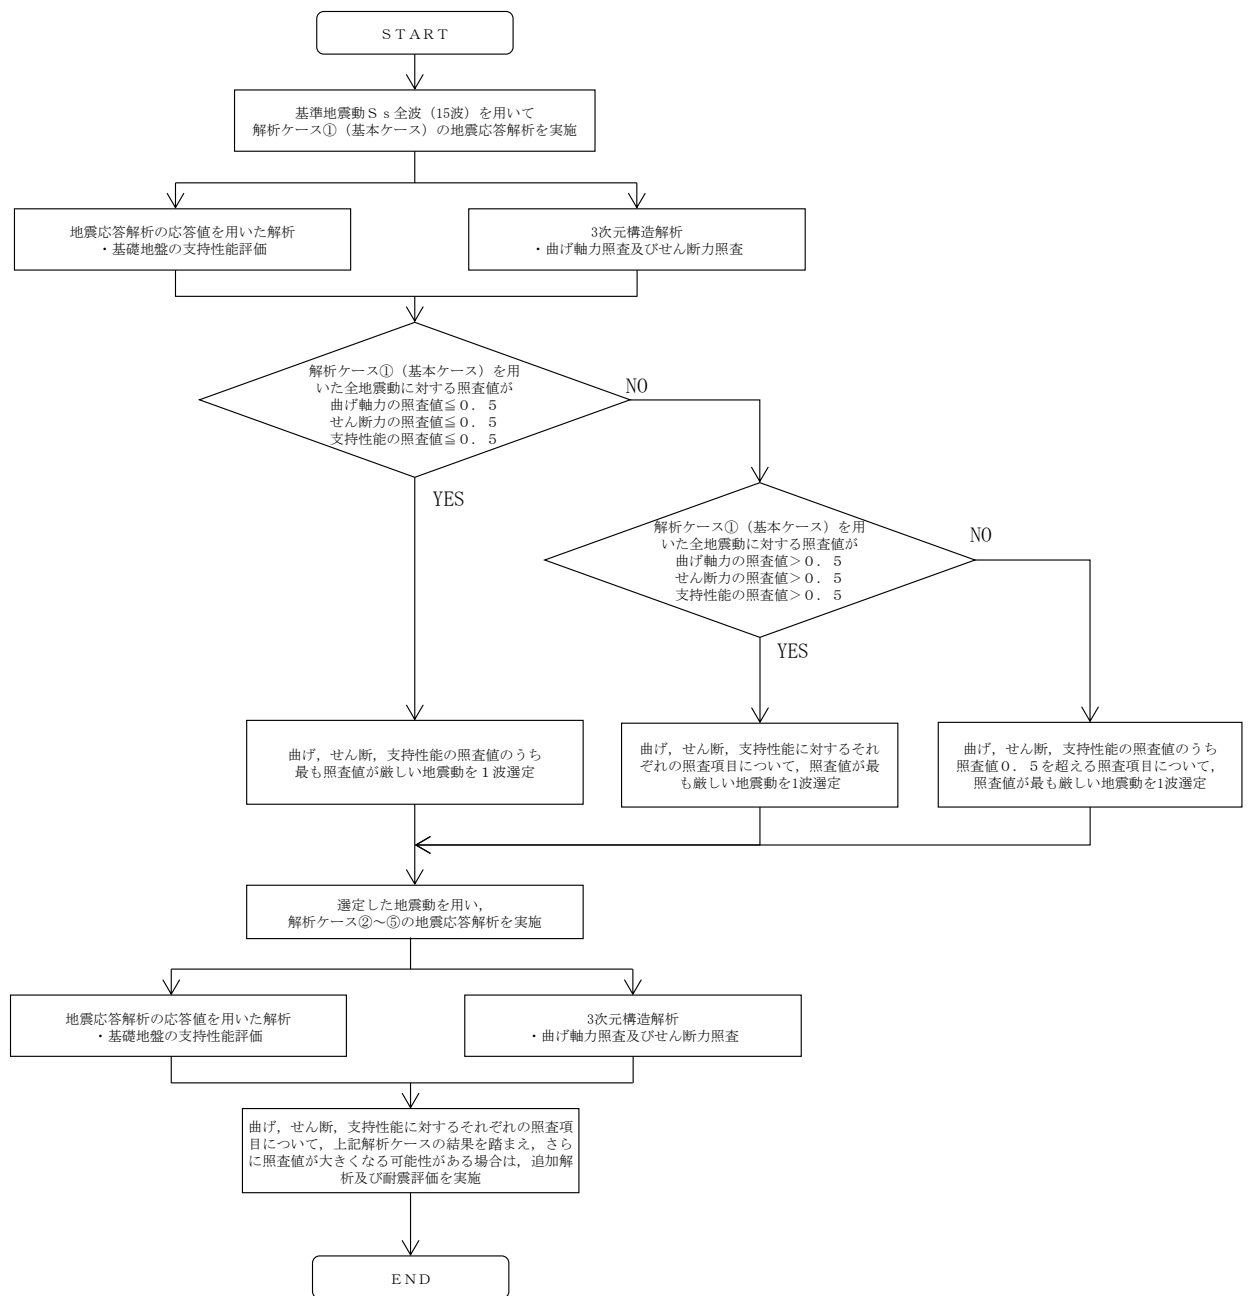 ＳＴＡＲＴ
基準地震動Ｓｓ全波（15波）を用いて
解析ケース①（基本ケース）の地震応答解析を実施
地震応答解析の応答値を用いた解析
・基礎地盤の支持性能評価
3次元構造解析
・曲げ軸力照査及びせん断力照査
解析ケース①（基本ケース）を用
いた全地震動に対する照査値が
曲げ軸力の照査値≦０．５
せん断力の照査値≦０．５
支持性能の照査値≦０．５
NO
YES
解析ケース①（基本ケース）を用
いた全地震動に対する照査値が
曲げ軸力の照査値＞０．５
せん断力の照査値＞０．５
支持性能の照査値＞０．５
NO
YES
曲げ，せん断，支持性能の照査値のうち
最も照査値が厳しい地震動を１波選定
曲げ，せん断，支持性能に対するそれ
ぞれの照査項目について，照査値が最
も厳しい地震動を1波選定
曲げ，せん断，支持性能の照査値のうち
照査値０．５を超える照査項目について，
照査値が最も厳しい地震動を1波選定
選定した地震動を用い，
解析ケース②～⑤の地震応答解析を実施
地震応答解析の応答値を用いた解析
・基礎地盤の支持性能評価
3次元構造解析
・曲げ軸力照査及びせん断力照査
曲げ，せん断，支持性能に対するそれぞれの照査項
目について，上記解析ケースの結果を踏まえ，さら
に照査値が大きくなる可能性がある場合は，追加解
析及び耐震評価を実施
ＥＮＤ